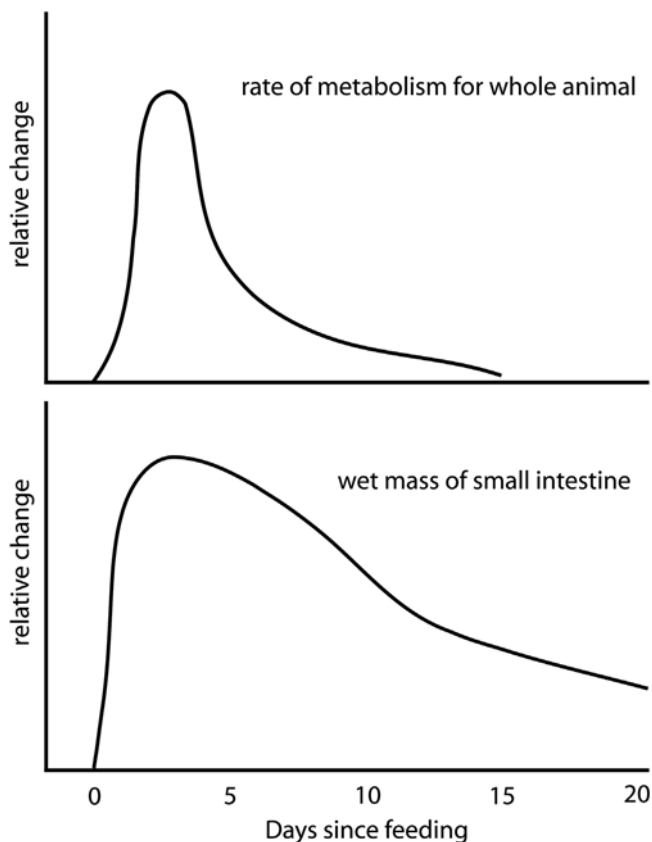 rate of metabolism for whole animal
relative change
wet mass of small intestine
relative change
0 5 10 15 20
Days since feeding